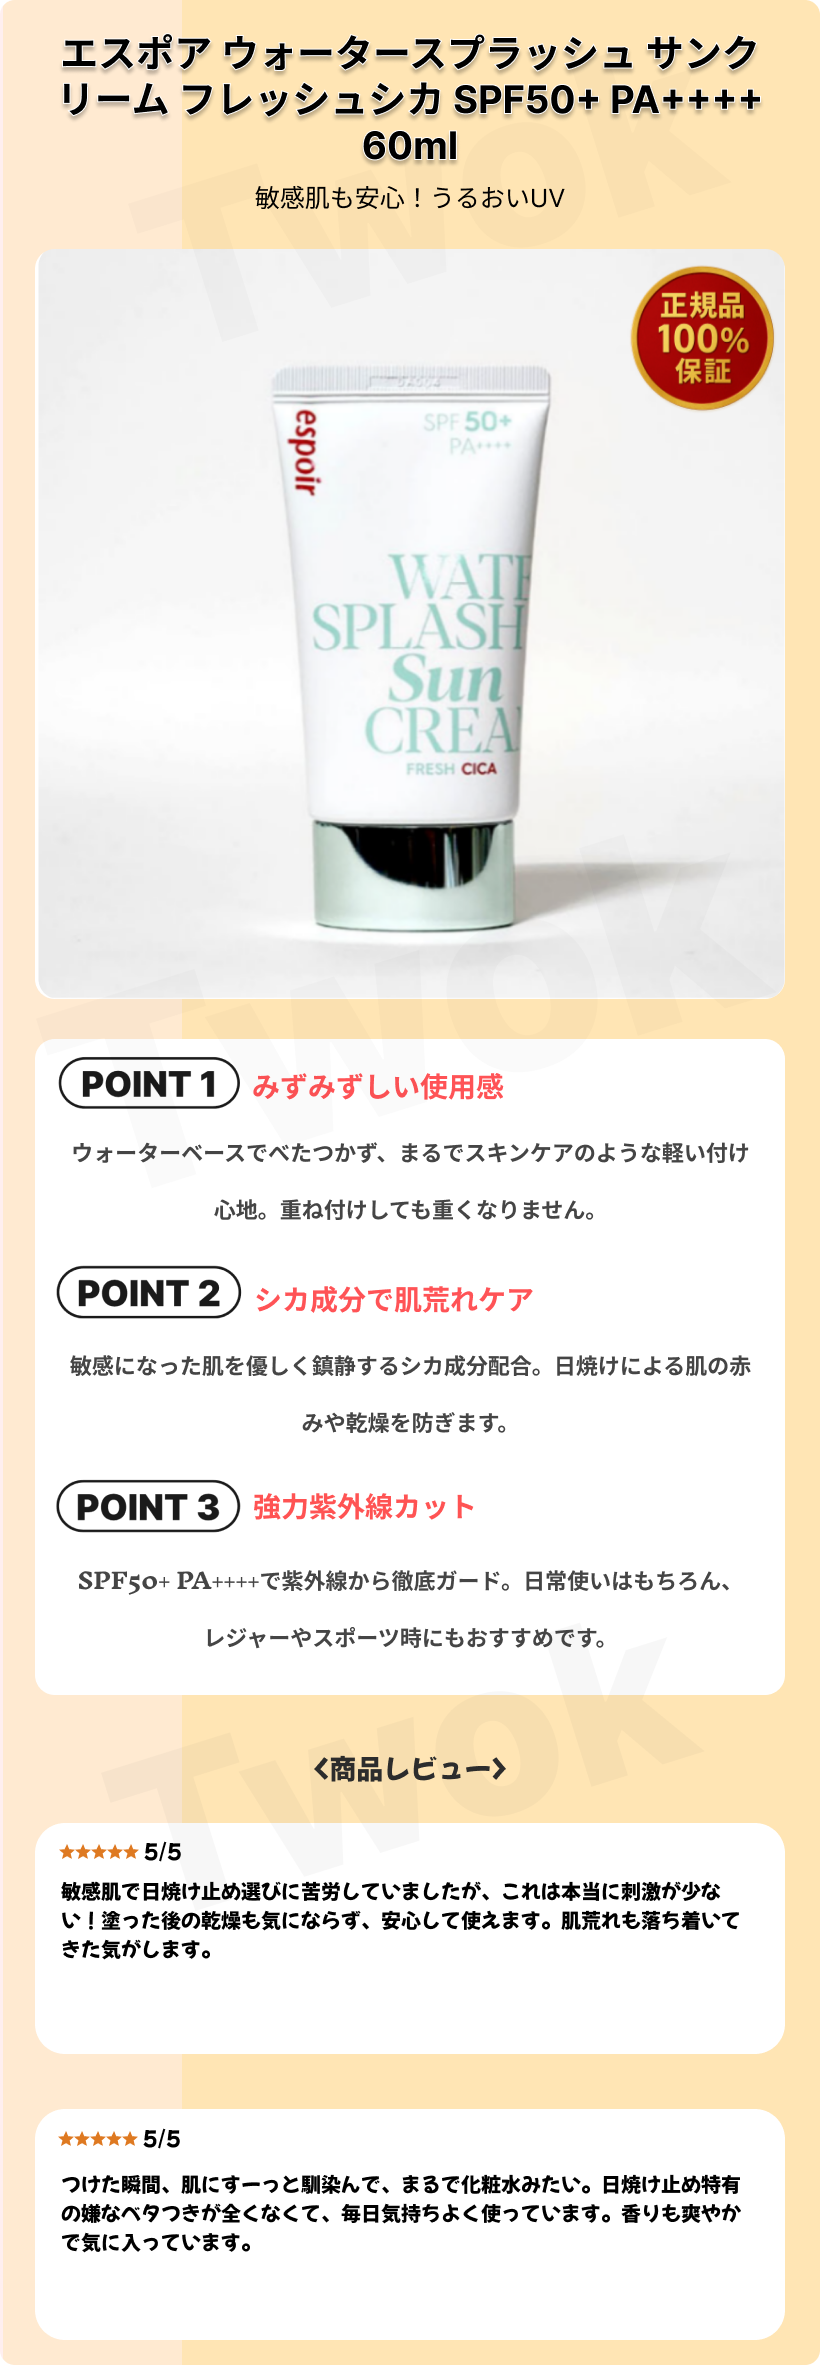 エスポア ウォータースプラッシュ サンク
リーム フレッシュシカ SPF50+ PA++++
60ml
敏感肌も安心！うるおいUV
正規品
100%
保証
espoir
SPF 50+
PA++++
WATE
SPLASH
Sun
CREA
FRESH CICA
POINT 1 みずみずしい使用感
ウォーターベースでべたつかず、まるでスキンケアのような軽い付け
心地。重ね付けしても重くなりません。
POINT 2 シカ成分で肌荒れケア
敏感になった肌を優しく鎮静するシカ成分配合。日焼けによる肌の赤
みや乾燥を防ぎます。
POINT 3 強力紫外線カット
SPF50+ PA++++で紫外線から徹底ガード。日常使いはもちろん、
レジャーやスポーツ時にもおすすめです。
<商品レビュー>
★★★★★ 5/5
敏感肌で日焼け止め選びに苦労していましたが、これは本当に刺激が少な
い！塗った後の乾燥も気にならず、安心して使えます。肌荒れも落ち着いて
きた気がします。
★★★★★ 5/5
つけた瞬間、肌にすーっと馴染んで、まるで化粧水みたい。日焼け止め特有
の嫌なベタつきが全くなくて、毎日気持ちよく使っています。香りも爽やか
で気に入っています。
Twok
Twok
Twok